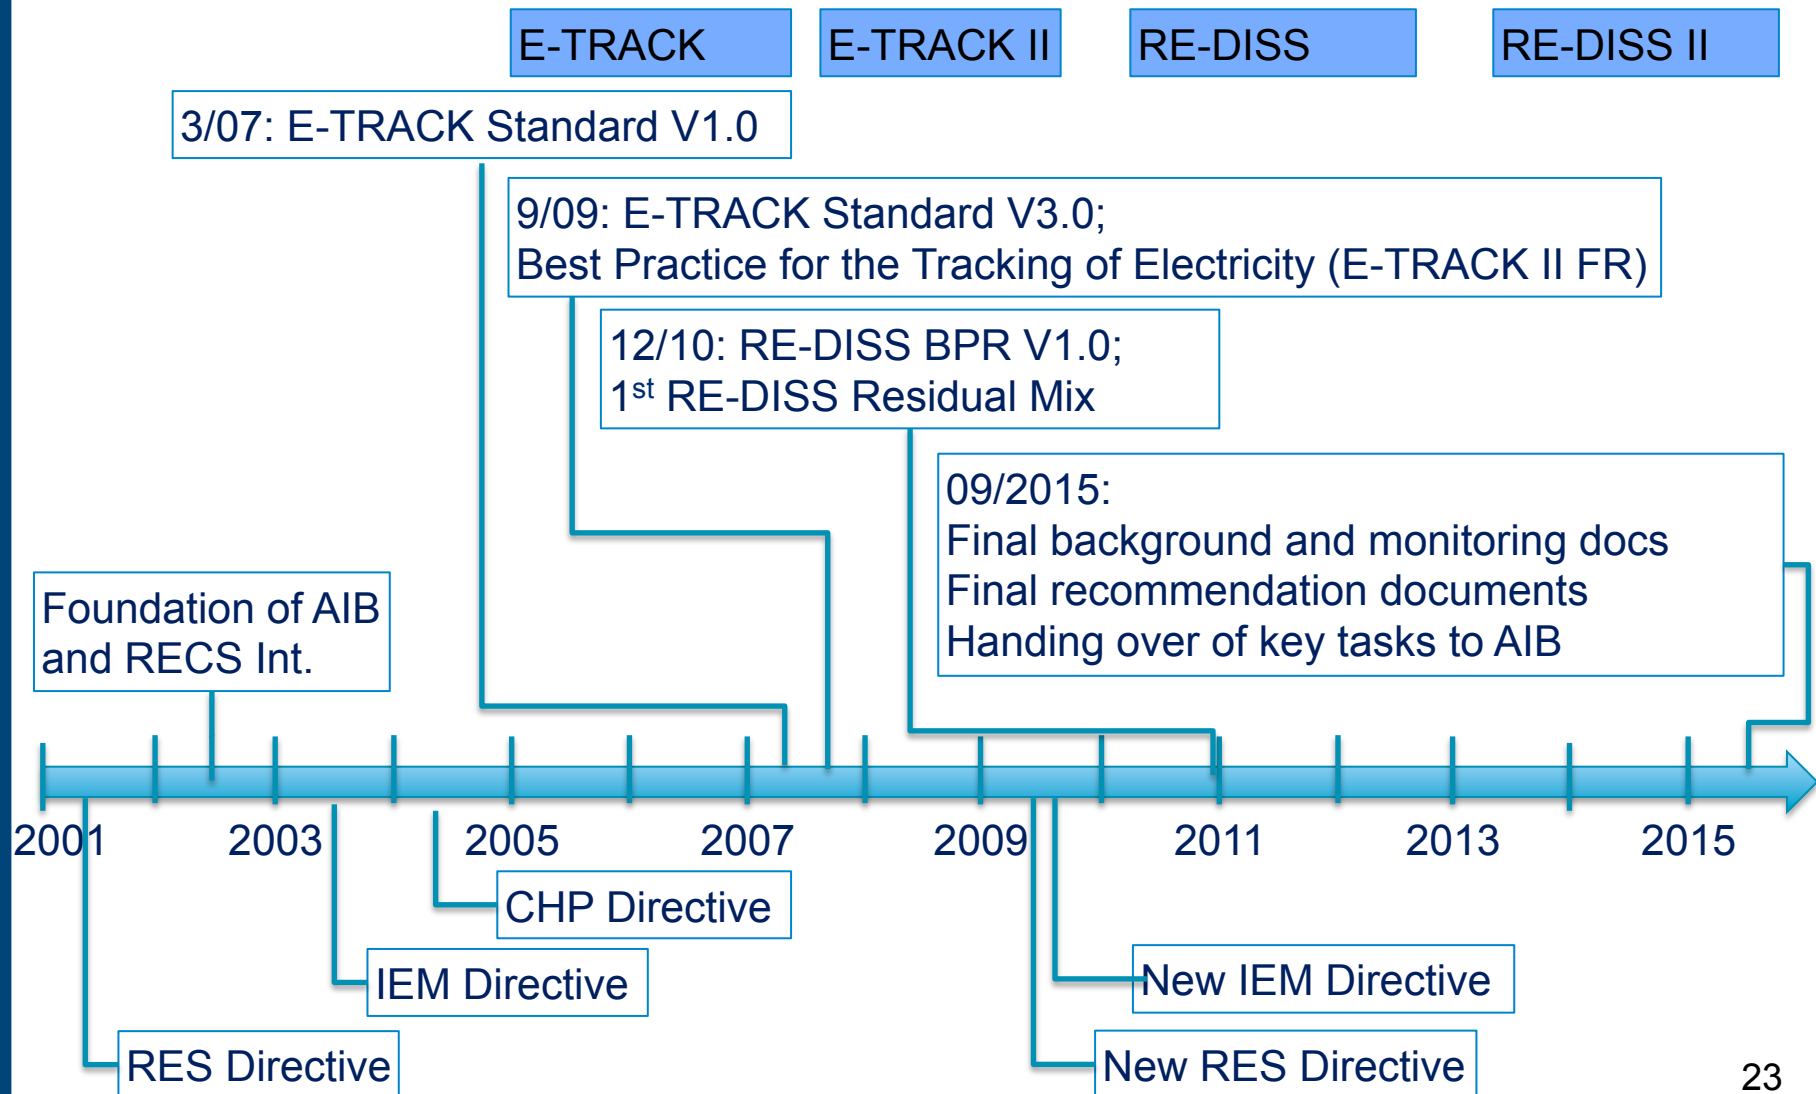 E-TRACK
E-TRACK II
RE-DISS
RE-DISS II
3/07: E-TRACK Standard V1.0
9/09: E-TRACK Standard V3.0;
Best Practice for the Tracking of Electricity (E-TRACK II FR)
12/10: RE-DISS BPR V1.0;
1st RE-DISS Residual Mix
09/2015:
Final background and monitoring docs
Final recommendation documents
Handing over of key tasks to AIB
Foundation of AIB
and RECS Int.
2001 2003 2005 2007 2009 2011 2013 2015
CHP Directive
IEM Directive
New IEM Directive
RES Directive
New RES Directive
23